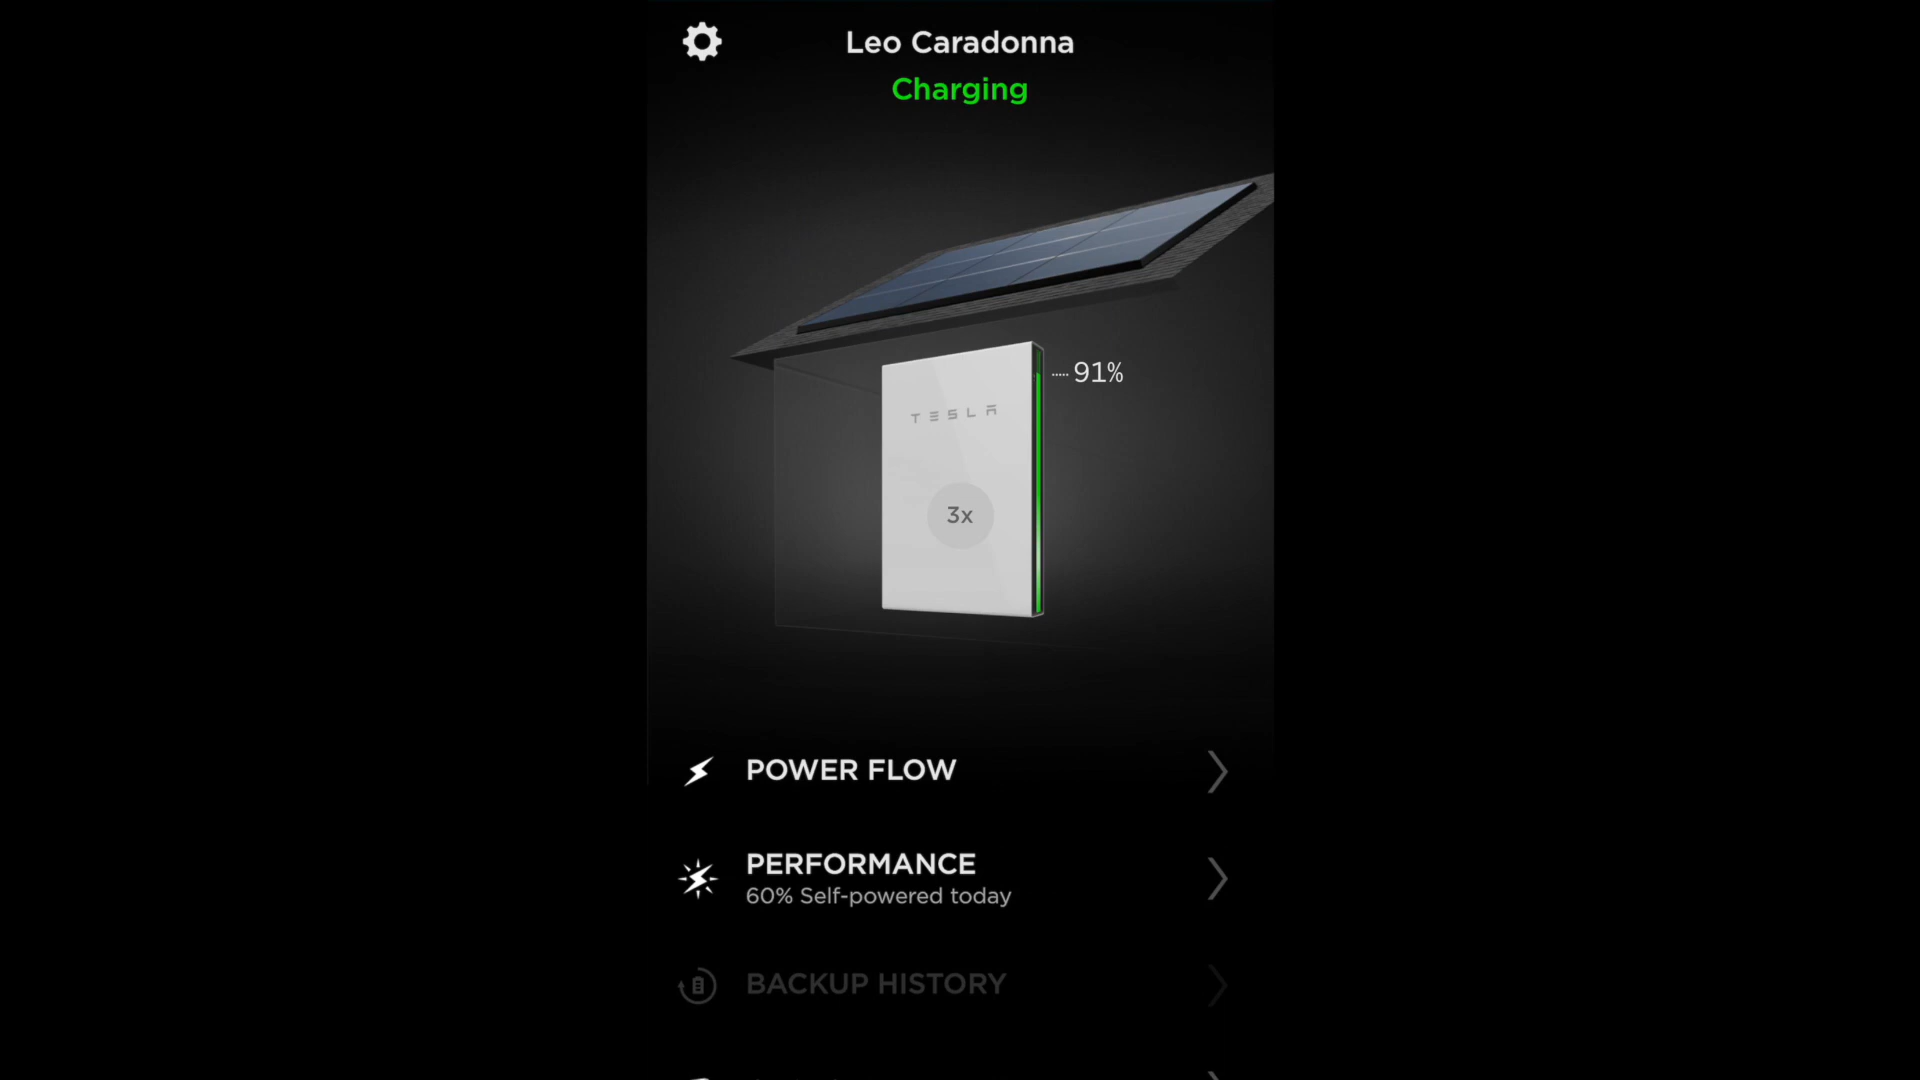 Leo Caradonna
Charging
91%
TESLA
3x
POWER FLOW
PERFORMANCE
60% Self-powered today
BACKUP HISTORY